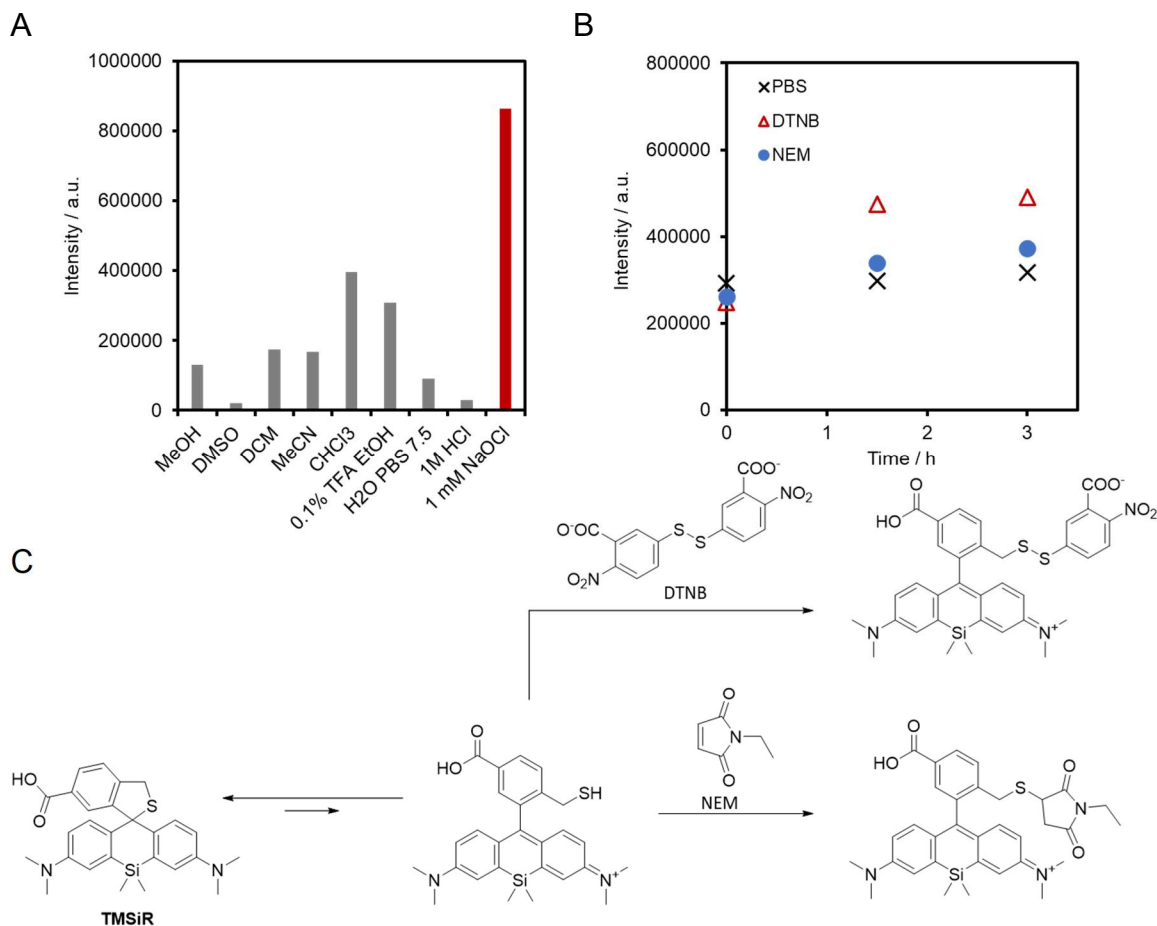 A
B
1000000
800000
600000
400000
200000
0
Intensity / a.u.
MeOH
DMSO
DCM
MeCN
CHCl3
0.1% TFA EtOH
H2O PBS 7.5
1M HCl
1 mM NaOCl
800000
600000
400000
200000
0
Intensity / a.u.
PBS
DTNB
NEM
0
1
2
3
Time / h
C
⁻OOC
O₂N
S
S
COO⁻
NO₂
DTNB
O
HO
S
S
COO⁻
NO₂
N
Si
N⁺
O
N
O
NEM
HO
O
S
N
Si
N
TMSiR
O
HO
SH
N
Si
N⁺
O
HO
S
O
N
O
N
Si
N⁺